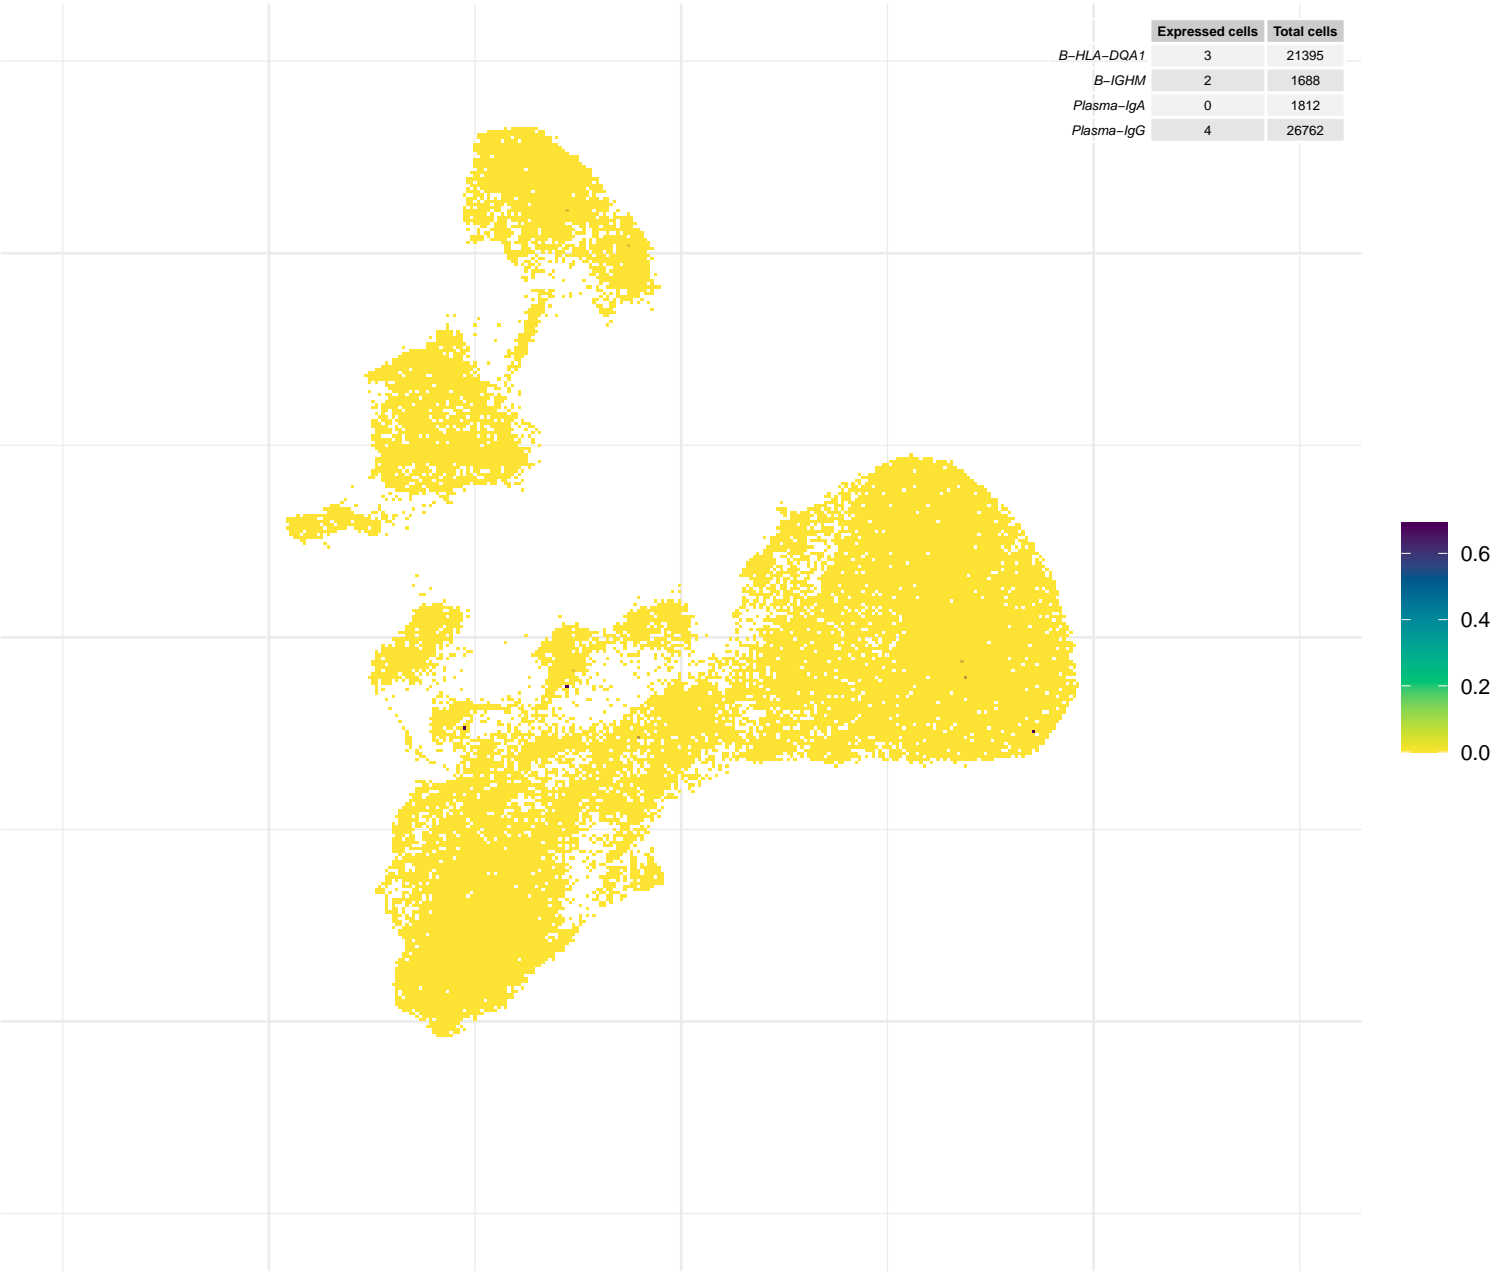 Expressed cells Total cells
B−HLA−DQA1 3 21395
B−IGHM 2 1688
Plasma−IgA 0 1812
Plasma−IgG 4 26762
0.6
0.4
0.2
0.0